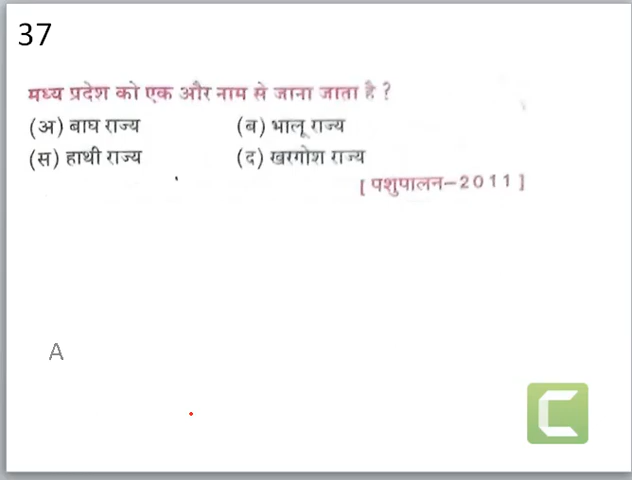 37
मध्य प्रदेश को एक और नाम से जाना जाता है ?
(अ) बाघ राज्य (ब) भालू राज्य
(स) हाथी राज्य (द) खरगोश राज्य
[ पशुपालन–2011 ]
A